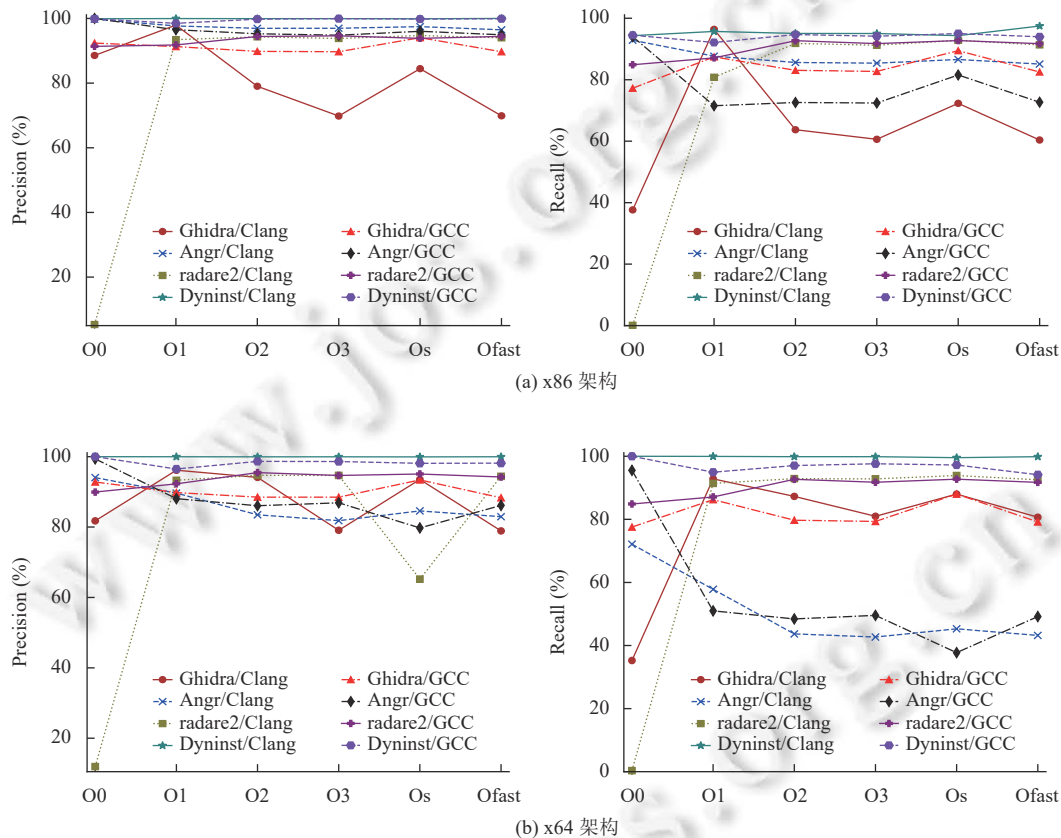 100
80
60
40
20
Precision (%)
Ghidra/Clang
Angr/Clang
radare2/Clang
Dyninst/Clang
Ghidra/GCC
Angr/GCC
radare2/GCC
Dyninst/GCC
O0 O1 O2 O3 Os Ofast
100
80
60
40
20
0
Recall (%)
Ghidra/Clang
Angr/Clang
radare2/Clang
Dyninst/Clang
Ghidra/GCC
Angr/GCC
radare2/GCC
Dyninst/GCC
O0 O1 O2 O3 Os Ofast
(a) x86 架构
100
80
60
40
20
Precision (%)
Ghidra/Clang
Angr/Clang
radare2/Clang
Dyninst/Clang
Ghidra/GCC
Angr/GCC
radare2/GCC
Dyninst/GCC
O0 O1 O2 O3 Os Ofast
100
80
60
40
20
0
Recall (%)
Ghidra/Clang
Angr/Clang
radare2/Clang
Dyninst/Clang
Ghidra/GCC
Angr/GCC
radare2/GCC
Dyninst/GCC
O0 O1 O2 O3 Os Ofast
(b) x64 架构
www.jos.org.cn